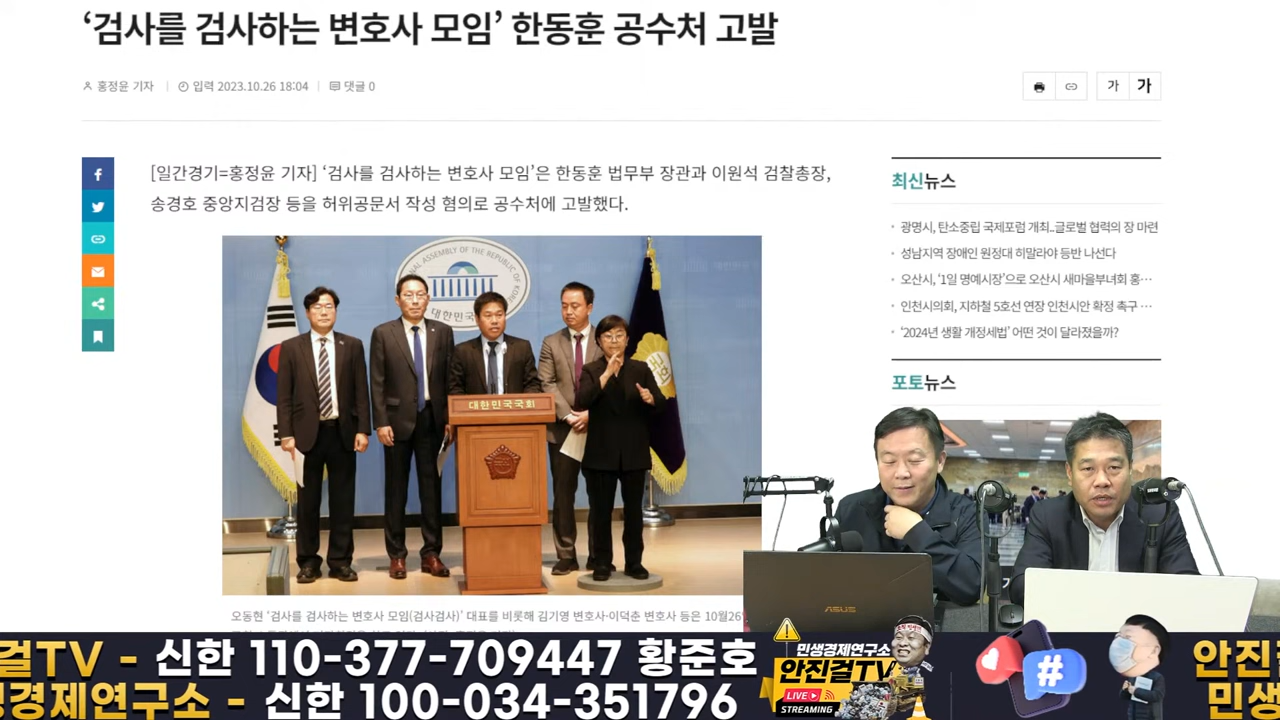 ‘검사를 검사하는 변호사 모임’ 한동훈 공수처 고발
홍정윤 기자 | 입력 2023.10.26 18:04 | 댓글 0
가 가
[일간경기=홍정윤 기자] ‘검사를 검사하는 변호사 모임’은 한동훈 법무부 장관과 이원석 검찰총장,
송경호 중앙지검장 등을 허위공문서 작성 혐의로 공수처에 고발했다.
대한민국국회
오동현 ‘검사를 검사하는 변호사 모임(검사검사)’ 대표를 비롯해 김기영 변호사·이덕춘 변호사 등은 10월26일
최신뉴스
광명시, 탄소중립 국제포럼 개최..글로벌 협력의 장 마련
성남지역 장애인 원정대 히말라야 등반 나선다
오산시, ‘1일 명예시장’으로 오산시 새마을부녀회 홍…
인천시의회, 지하철 5호선 연장 인천시안 확정 촉구 …
‘2024년 생활 개정세법’ 어떤 것이 달라졌을까?
포토뉴스
ASUS
걸TV - 신한 110-377-709447 황준호
경제연구소 - 신한 100-034-351796
민생경제연구소
안진걸TV
LIVE
STREAMING
#
안진
민생